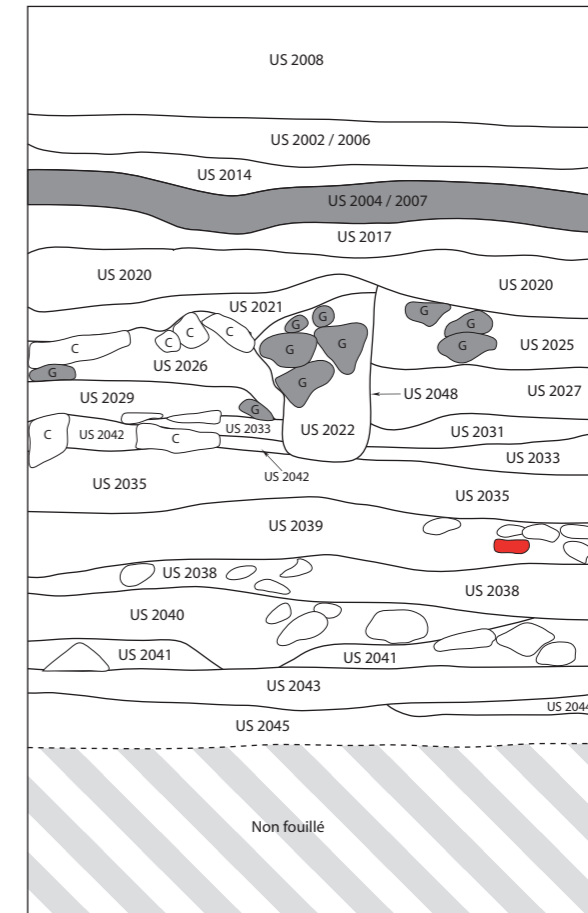 US 2008
US 2002 / 2006
US 2014
US 2004 / 2007
US 2017
US 2020
US 2020
US 2021
G
G
G
G
G
G
G
G
C
C
C
C
US 2025
US 2026
G
US 2027
US 2048
US 2029
G
US 2022
US 2031
C
US 2042
C
US 2033
US 2033
US 2042
US 2035
US 2035
US 2039
US 2038
US 2038
US 2040
US 2041
US 2041
US 2043
US 2044
US 2045
Non fouillé